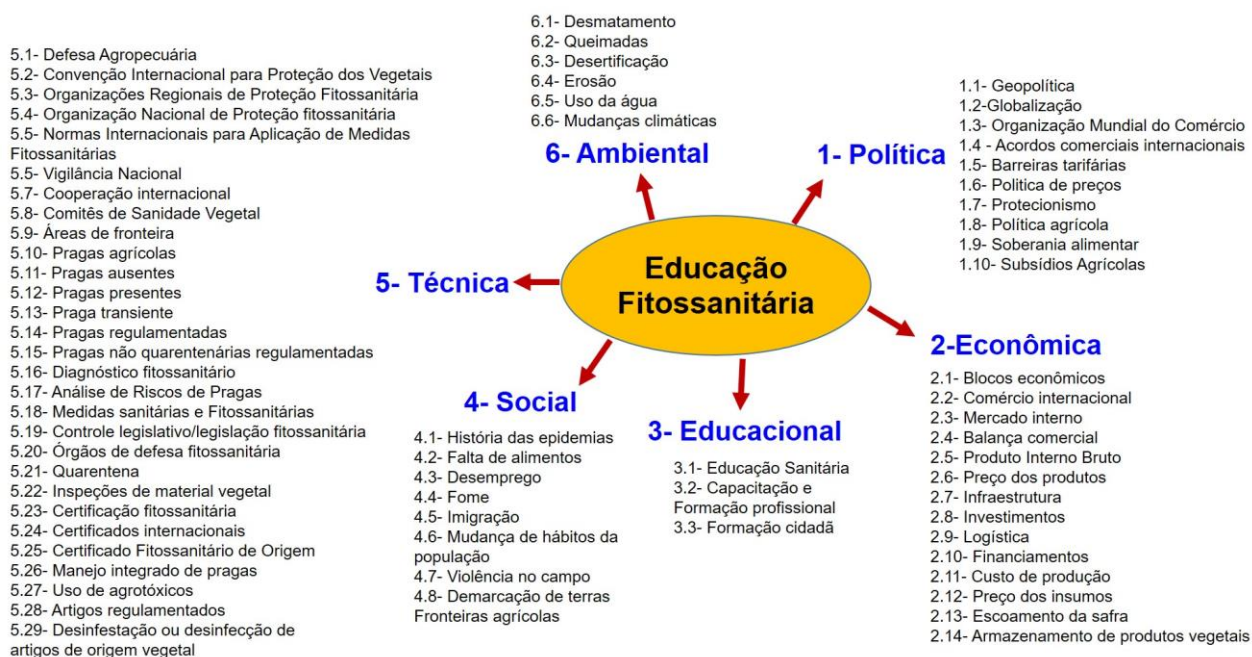 Educação
Fitossanitária
1- Política
1.1- Geopolítica
1.2-Globalização
1.3- Organização Mundial do Comércio
1.4 - Acordos comerciais internacionais
1.5- Barreiras tarifárias
1.6- Politica de preços
1.7- Protecionismo
1.8- Política agrícola
1.9- Soberania alimentar
1.10- Subsídios Agrícolas
2-Econômica
2.1- Blocos econômicos
2.2- Comércio internacional
2.3- Mercado interno
2.4- Balança comercial
2.5- Produto Interno Bruto
2.6- Preço dos produtos
2.7- Infraestrutura
2.8- Investimentos
2.9- Logística
2.10- Financiamentos
2.11- Custo de produção
2.12- Preço dos insumos
2.13- Escoamento da safra
2.14- Armazenamento de produtos vegetais
3- Educacional
3.1- Educação Sanitária
3.2- Capacitação e
Formação profissional
3.3- Formação cidadã
4- Social
4.1- História das epidemias
4.2- Falta de alimentos
4.3- Desemprego
4.4- Fome
4.5- Imigração
4.6- Mudança de hábitos da
população
4.7- Violência no campo
4.8- Demarcação de terras
Fronteiras agrícolas
5- Técnica
5.1- Defesa Agropecuária
5.2- Convenção Internacional para Proteção dos Vegetais
5.3- Organizações Regionais de Proteção Fitossanitária
5.4- Organização Nacional de Proteção fitossanitária
5.5- Normas Internacionais para Aplicação de Medidas
Fitossanitárias
5.5- Vigilância Nacional
5.7- Cooperação internacional
5.8- Comitês de Sanidade Vegetal
5.9- Áreas de fronteira
5.10- Pragas agrícolas
5.11- Pragas ausentes
5.12- Pragas presentes
5.13- Praga transiente
5.14- Pragas regulamentadas
5.15- Pragas não quarentenárias regulamentadas
5.16- Diagnóstico fitossanitário
5.17- Análise de Riscos de Pragas
5.18- Medidas sanitárias e Fitossanitárias
5.19- Controle legislativo/legislação fitossanitária
5.20- Órgãos de defesa fitossanitária
5.21- Quarentena
5.22- Inspeções de material vegetal
5.23- Certificação fitossanitária
5.24- Certificados internacionais
5.25- Certificado Fitossanitário de Origem
5.26- Manejo integrado de pragas
5.27- Uso de agrotóxicos
5.28- Artigos regulamentados
5.29- Desinfestação ou desinfecção de
artigos de origem vegetal
6- Ambiental
6.1- Desmatamento
6.2- Queimadas
6.3- Desertificação
6.4- Erosão
6.5- Uso da água
6.6- Mudanças climáticas